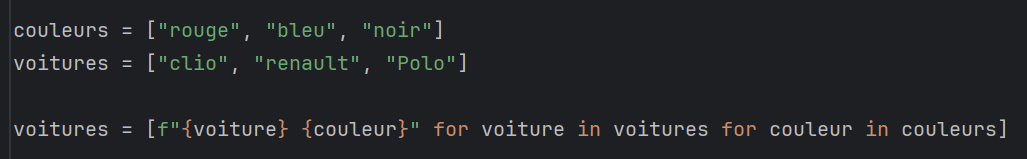 couleurs = ["rouge", "bleu", "noir"]
voitures = ["clio", "renault", "Polo"]
voitures = [f"{voiture} {couleur}" for voiture in voitures for couleur in couleurs]